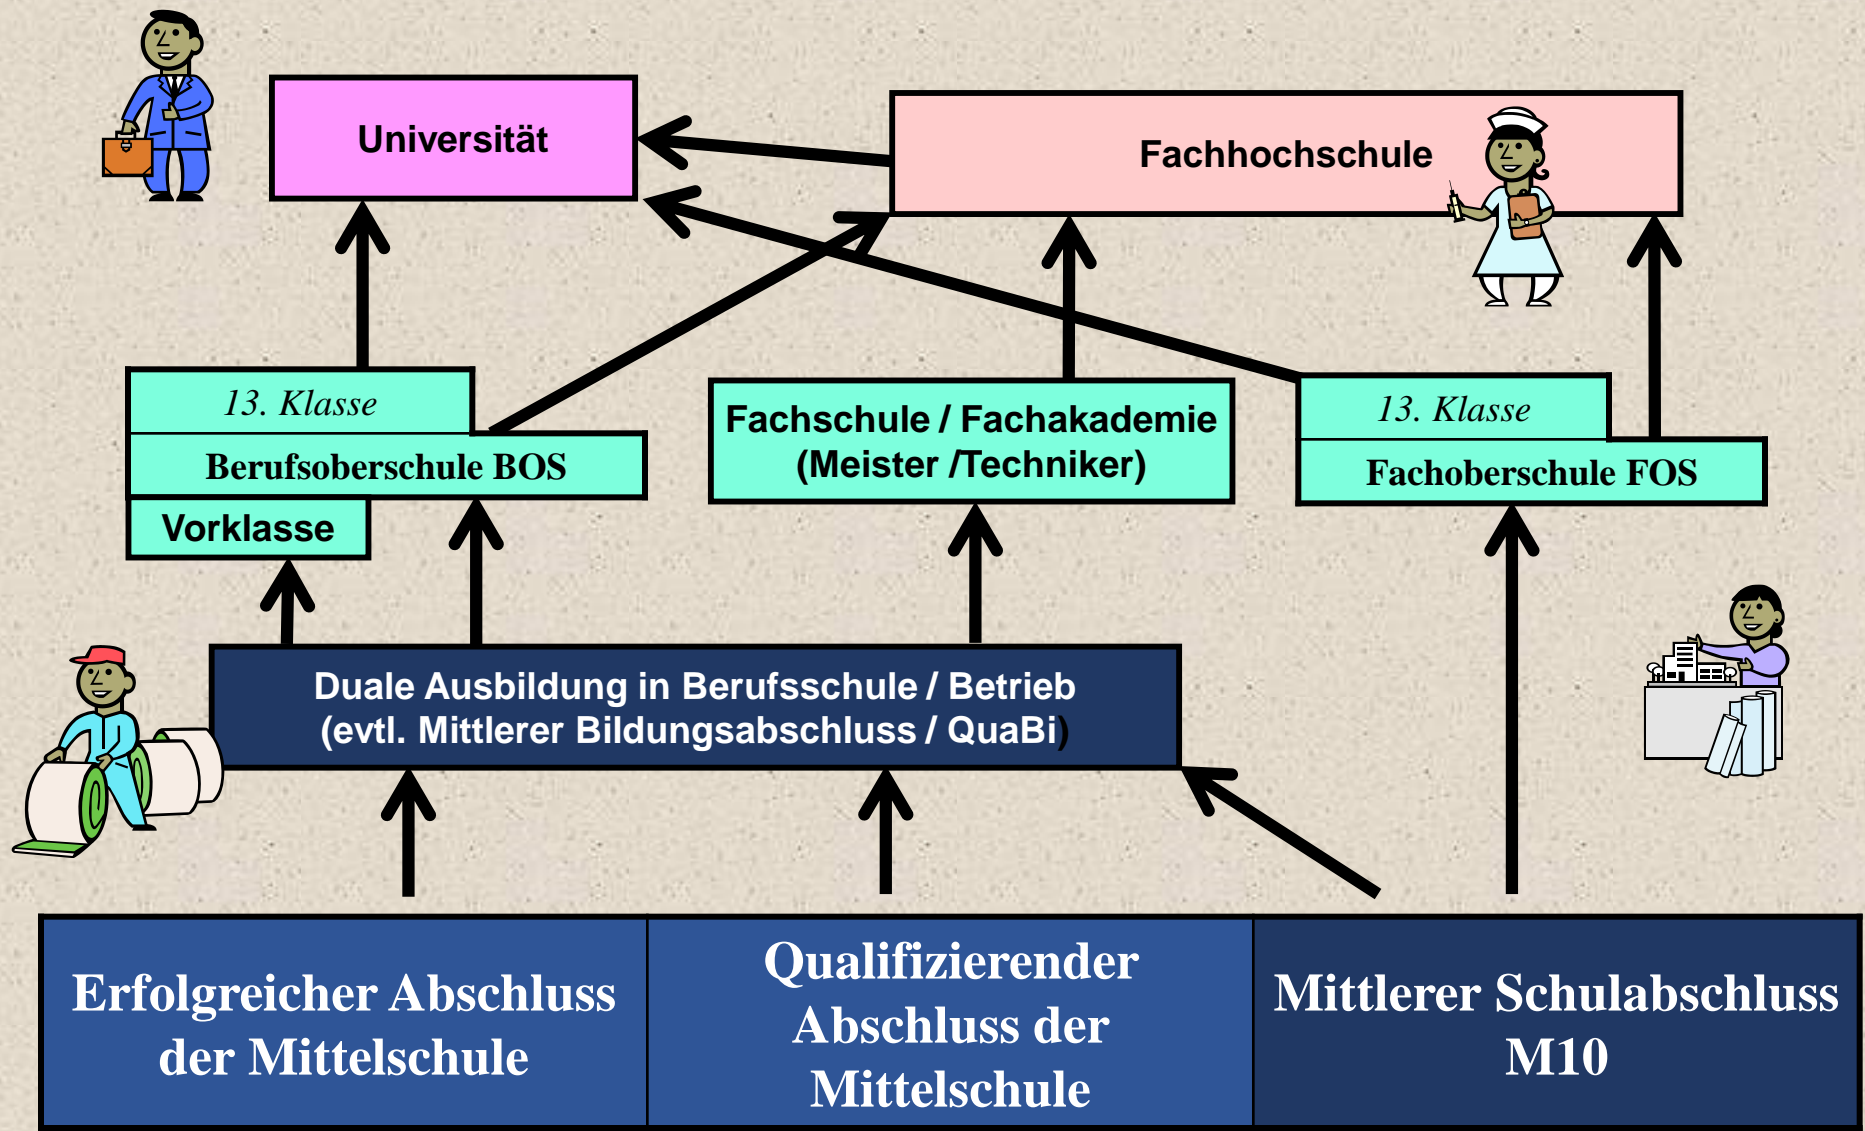 Universität
Fachhochschule
13. Klasse
Berufsoberschule BOS
Vorklasse
Fachschule / Fachakademie
(Meister /Techniker)
13. Klasse
Fachoberschule FOS
Duale Ausbildung in Berufsschule / Betrieb
(evtl. Mittlerer Bildungsabschluss / QuaBi)
Erfolgreicher Abschluss
der Mittelschule
Qualifizierender
Abschluss der
Mittelschule
Mittlerer Schulabschluss
M10